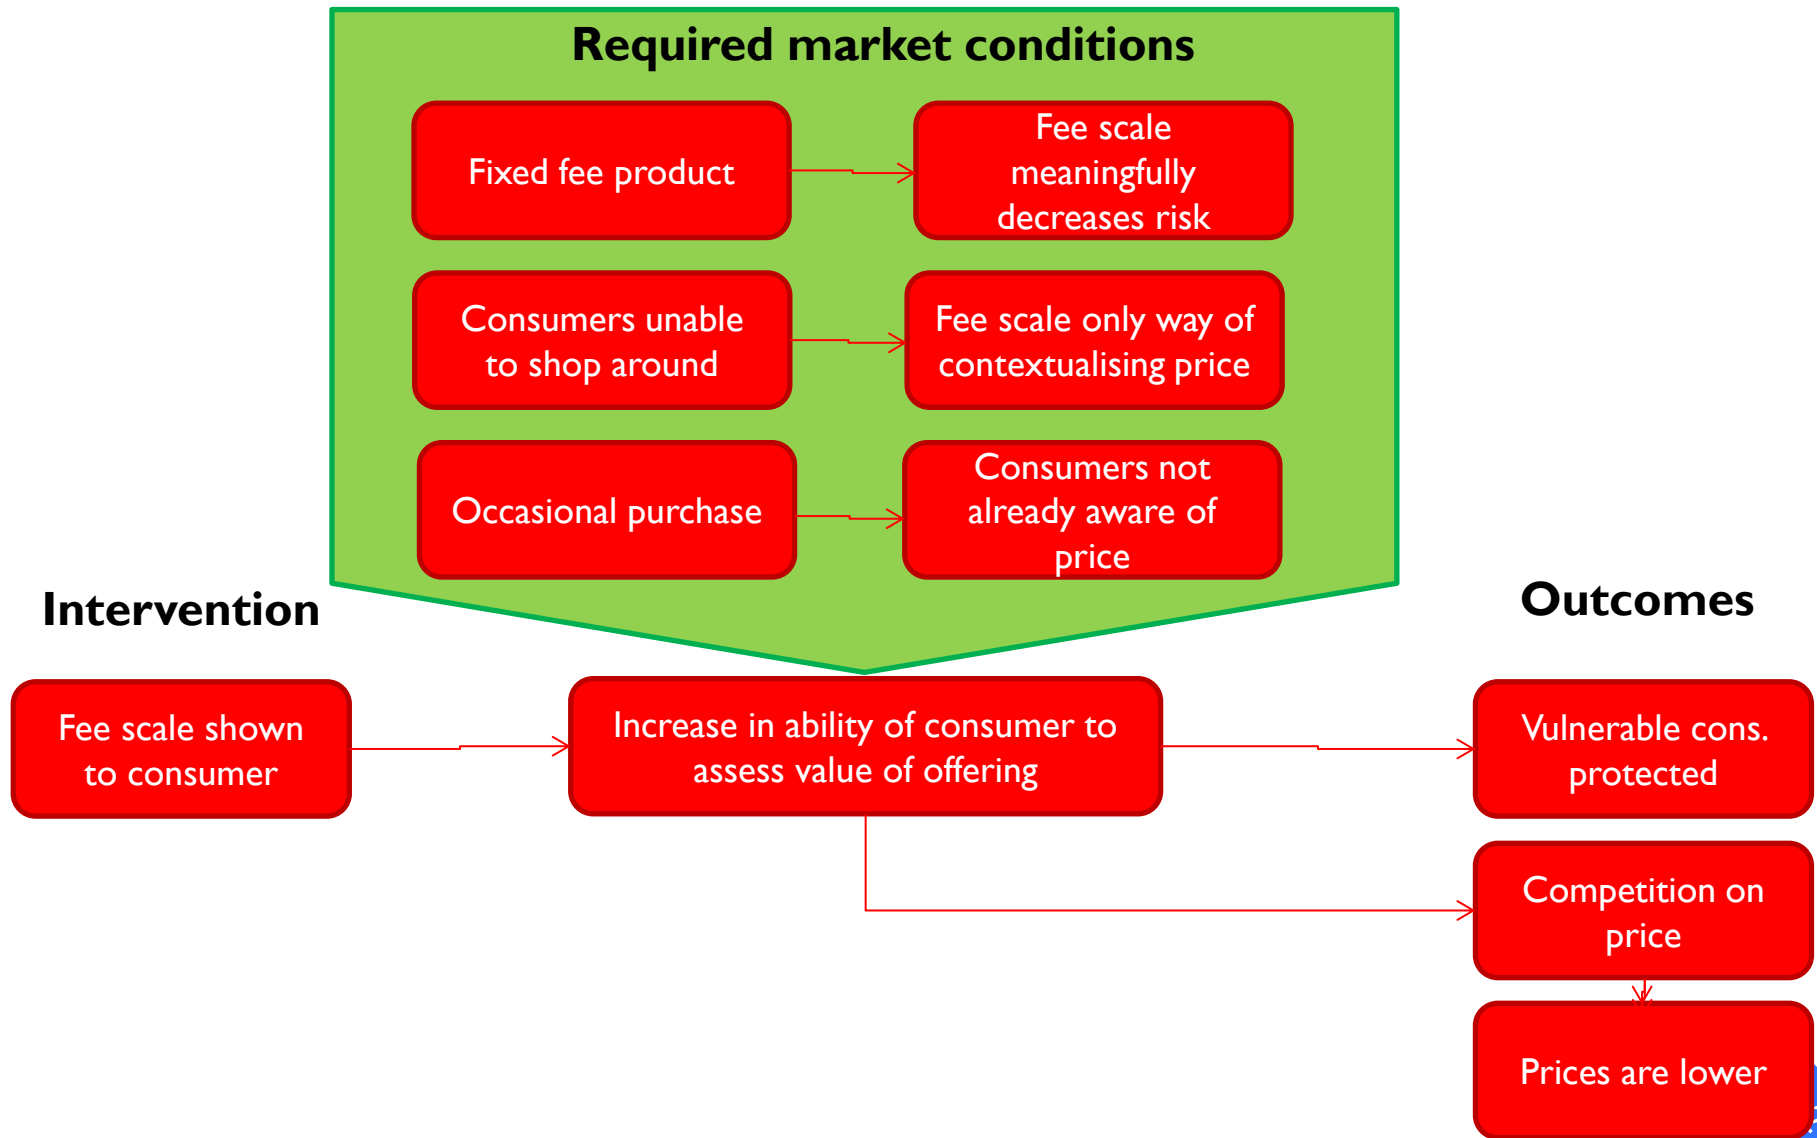 Required market conditions
Fixed fee product
Fee scale
meaningfully
decreases risk
Consumers unable
to shop around
Fee scale only way of
contextualising price
Occasional purchase
Consumers not
already aware of
price
Intervention
Outcomes
Fee scale shown
to consumer
Increase in ability of consumer to
assess value of offering
Vulnerable cons.
protected
Competition on
price
Prices are lower